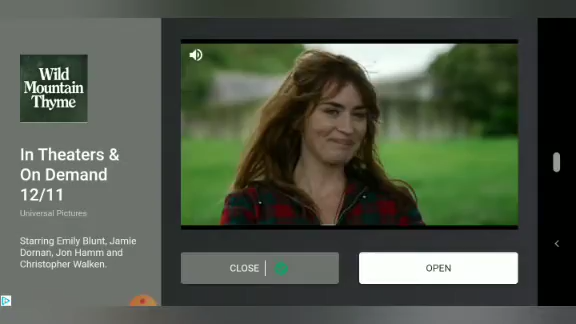 Wild
Mountain
Thyme
In Theaters &
On Demand
12/11
Universal Pictures
Starring Emily Blunt, Jamie
Dornan, Jon Hamm and
Christopher Walken.
CLOSE
OPEN